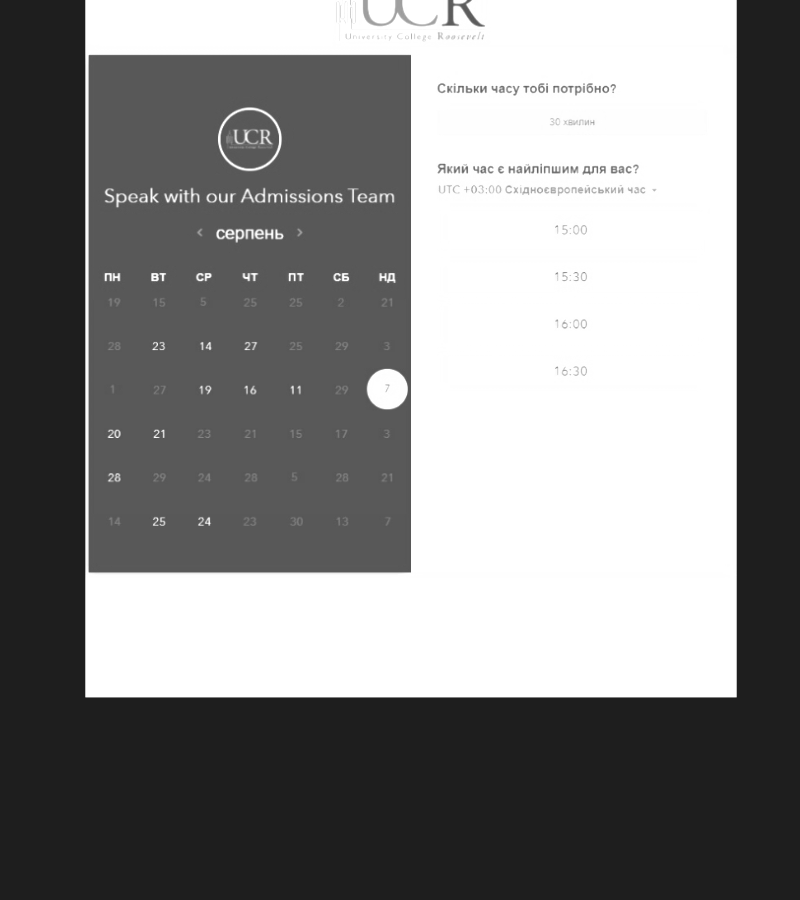 UCR
University College Roosevelt
UCR
Speak with our Admissions Team
‹ серпень ›
ПН ВТ СР ЧТ ПТ СБ НД
19 15 5 25 25 2 21
28 23 14 27 25 29 3
1 27 19 16 11 29 7
20 21 23 21 15 17 3
28 29 24 28 5 28 21
14 25 24 23 30 13 7
Скільки часу тобі потрібно?
30 хвилин
Який час є найліпшим для вас?
UTC +03:00 Східноєвропейський час
15:00
15:30
16:00
16:30